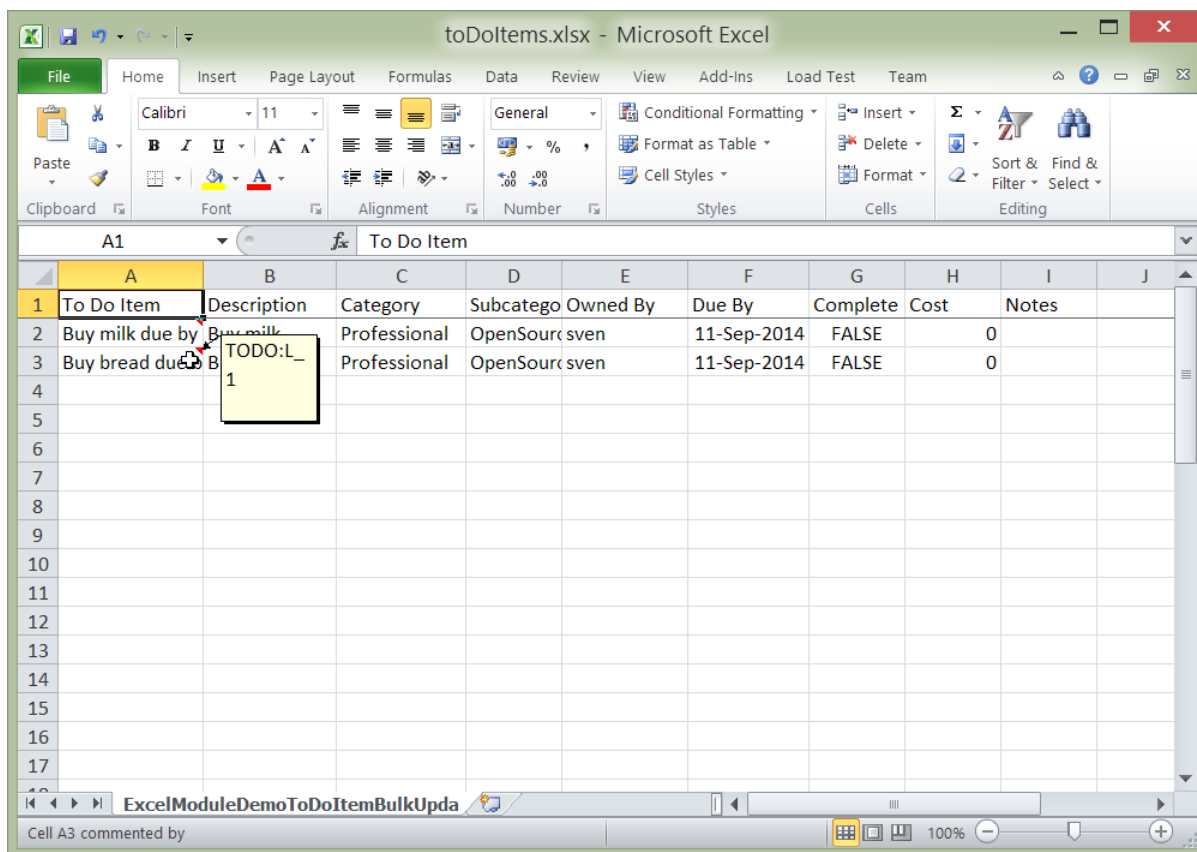 toDoItems.xlsx - Microsoft Excel
File Home Insert Page Layout Formulas Data Review View Add-Ins Load Test Team
Calibri 11 General Conditional Formatting Insert Σ
B I U A A % , Format as Table Delete
Paste Sort & Find &
A .00 .00 Cell Styles Format Filter Select
Clipboard Font Alignment Number Styles Cells Editing
A1 fx To Do Item
A B C D E F G H I J
1 To Do Item Description Category Subcatego Owned By Due By Complete Cost Notes
2 Buy milk due by Buy milk Professional OpenSourc sven 11-Sep-2014 FALSE 0
3 Buy bread due b B Professional OpenSourc sven 11-Sep-2014 FALSE 0
TODO:L_
1
4
5
6
7
8
9
10
11
12
13
14
15
16
17
ExcelModuleDemoToDoItemBulkUpda
Cell A3 commented by 100%